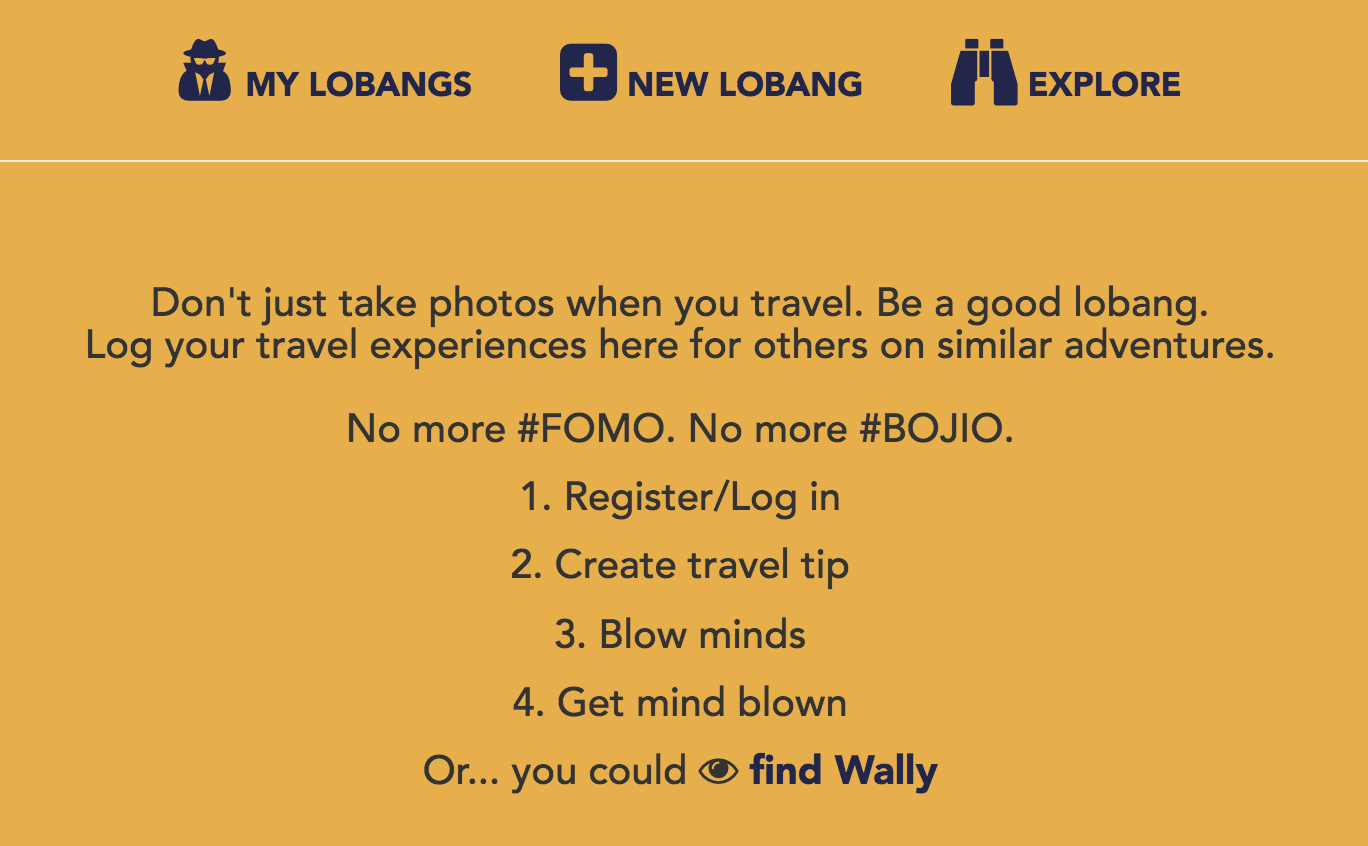 MY LOBANGS
NEW LOBANG
EXPLORE
Don't just take photos when you travel. Be a good lobang.
Log your travel experiences here for others on similar adventures.
No more #FOMO. No more #BOJIO.
1. Register/Log in
2. Create travel tip
3. Blow minds
4. Get mind blown
Or... you could find Wally